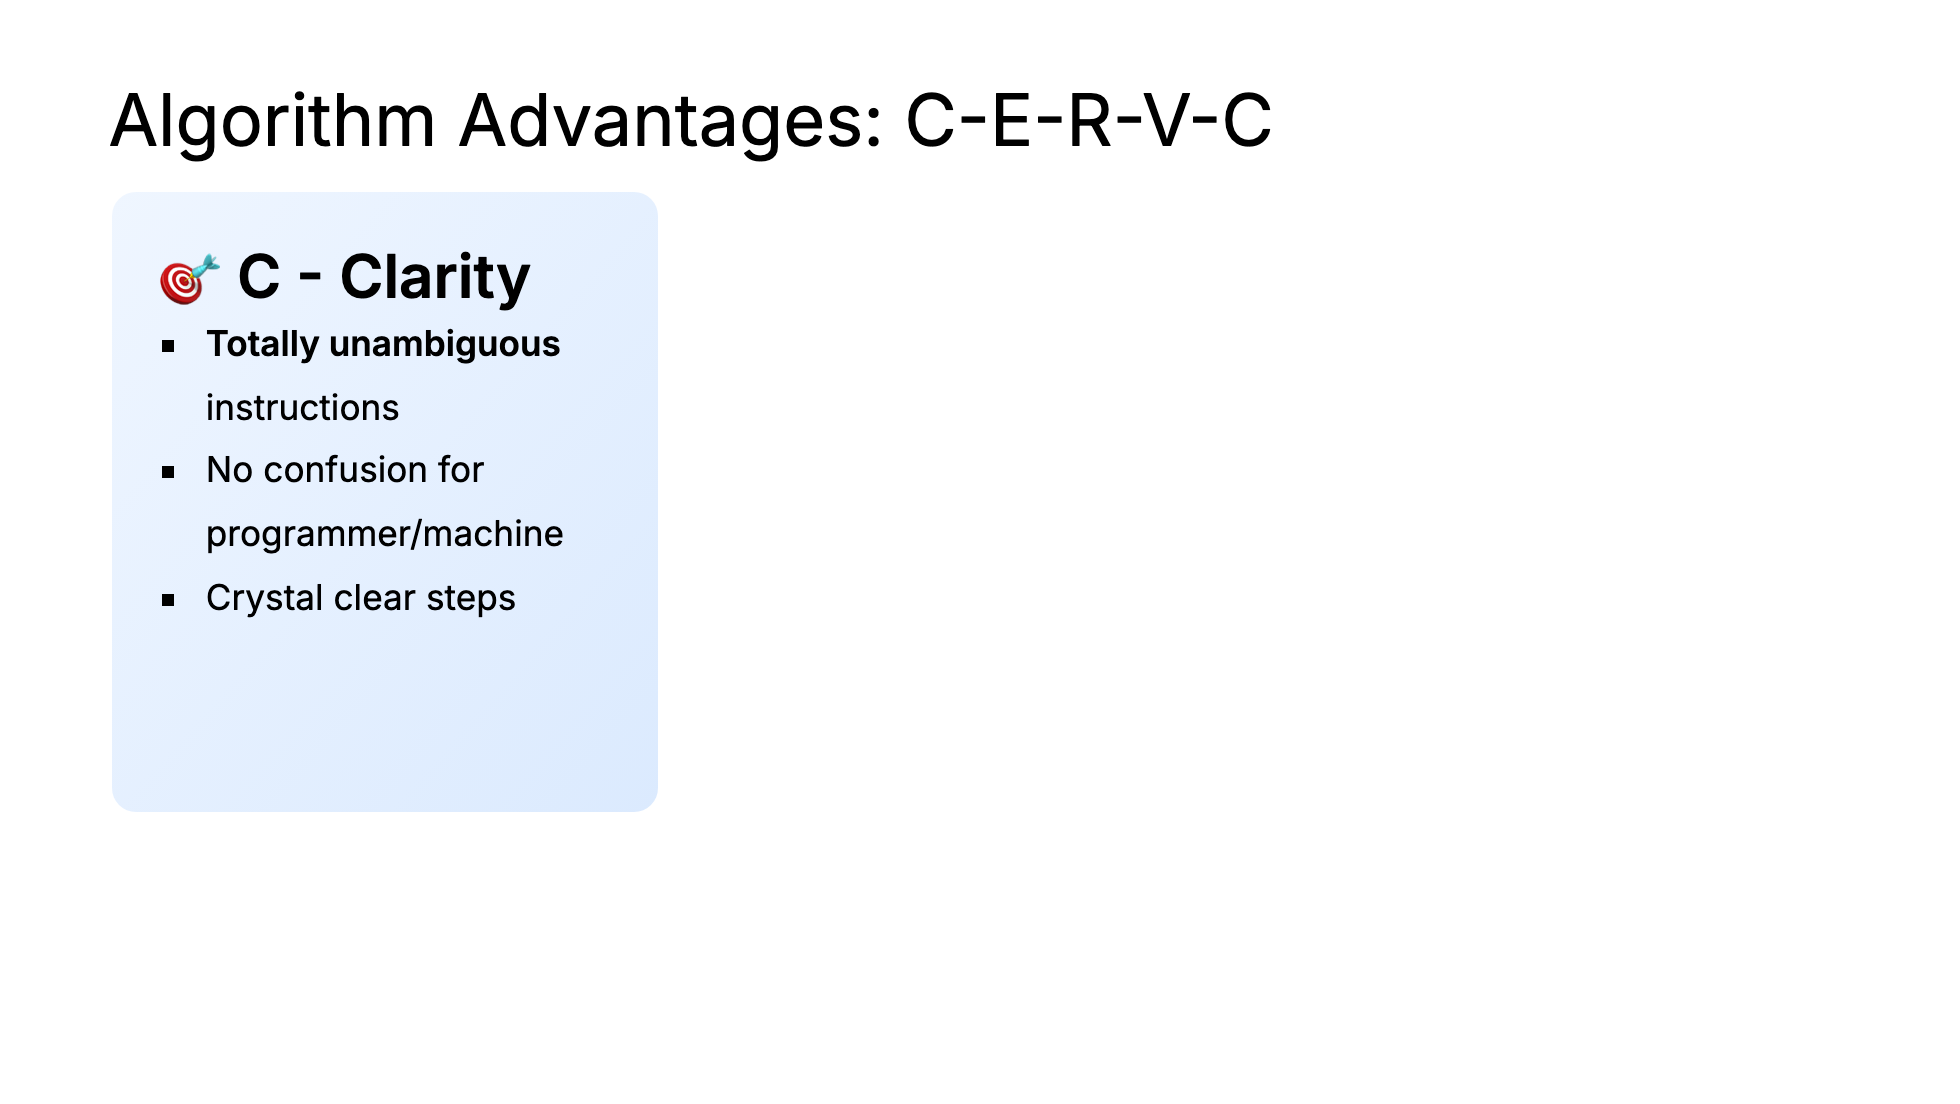 Algorithm Advantages: C-E-R-V-C
🎯 C - Clarity
▪ Totally unambiguous
instructions
▪ No confusion for
programmer/machine
▪ Crystal clear steps